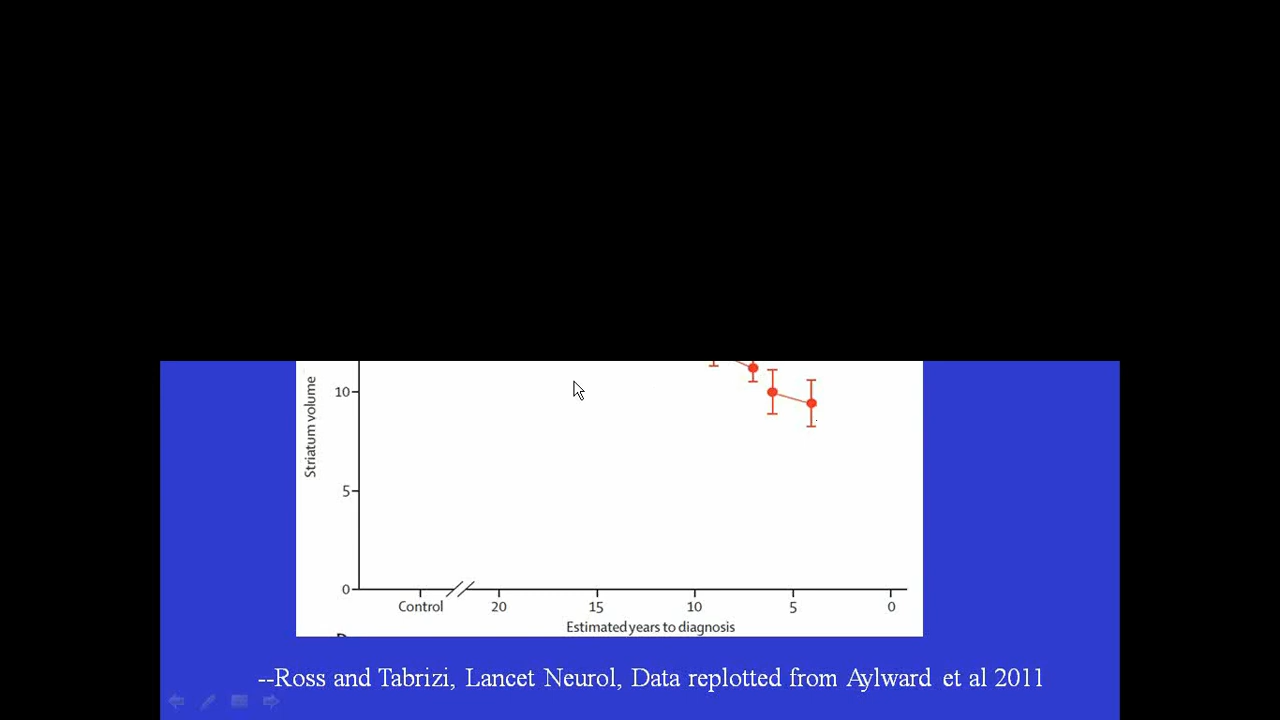 Striatum volume
10
5
0
Control
20
15
10
5
0
Estimated years to diagnosis
--Ross and Tabrizi, Lancet Neurol, Data replotted from Aylward et al 2011